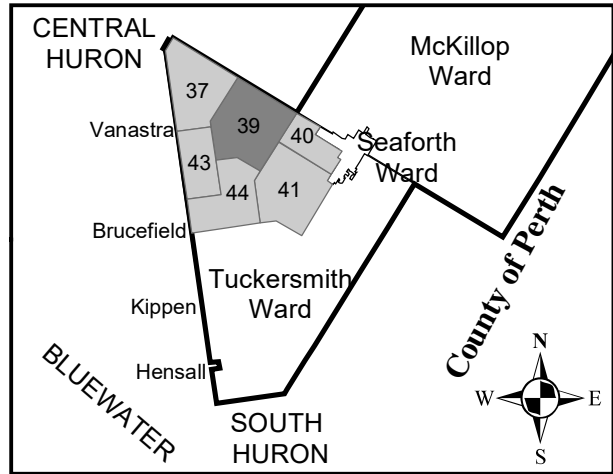 CENTRAL
HURON
McKillop
Ward
37
39
40
Vanastra
Seaforth
Ward
43
44
41
Brucefield
Tuckersmith
Ward
Kippen
Hensall
BLUEWATER
SOUTH
HURON
County of Perth
N
W
E
S